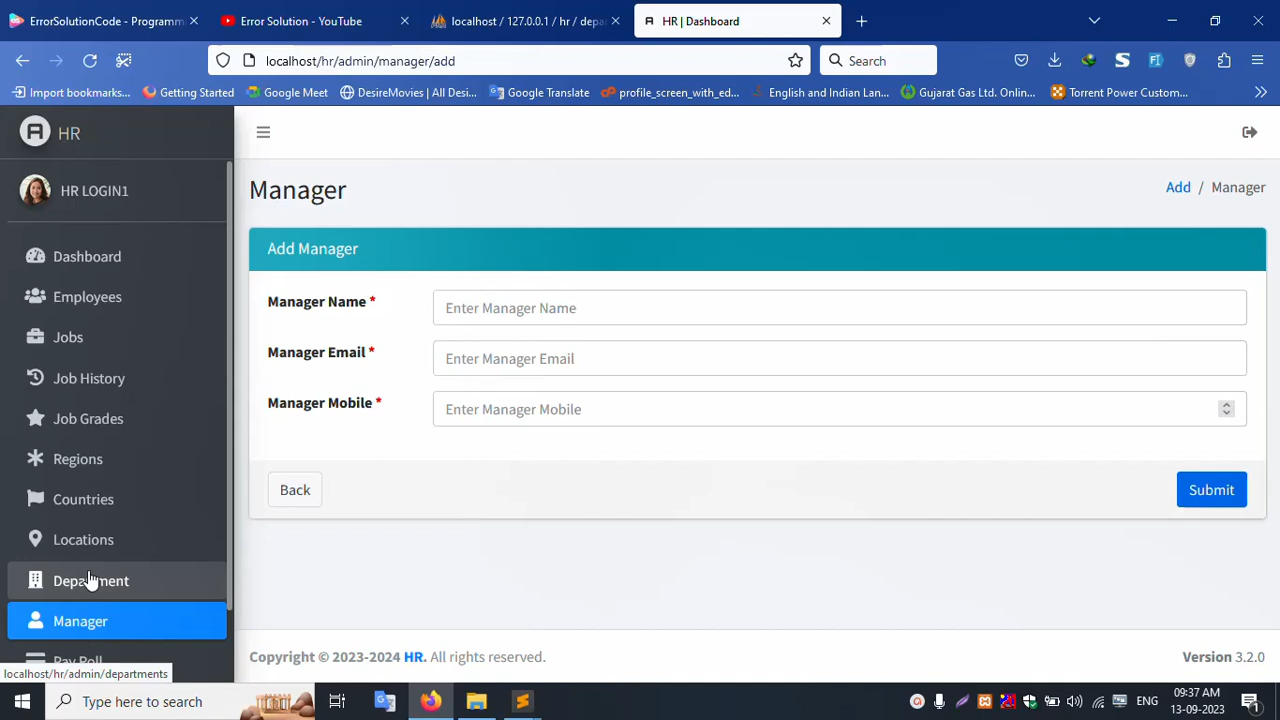 ErrorSolutionCode - Programm
Error Solution - YouTube
localhost / 127.0.0.1 / hr / depa
HR | Dashboard
localhost/hr/admin/manager/add
Search
Import bookmarks...
Getting Started
Google Meet
DesireMovies | All Desi...
Google Translate
profile_screen_with_ed...
English and Indian Lan...
Gujarat Gas Ltd. Onlin...
Torrent Power Custom...
HR
HR LOGIN1
Manager
Add / Manager
Add Manager
Dashboard
Employees
Jobs
Job History
Job Grades
Regions
Countries
Locations
Department
Manager
Pay Roll
Manager Name *
Enter Manager Name
Manager Email *
Enter Manager Email
Manager Mobile *
Enter Manager Mobile
Back
Submit
Copyright © 2023-2024 HR. All rights reserved.
Version 3.2.0
localhost/hr/admin/departments
Type here to search
ENG
09:37 AM
13-09-2023
1